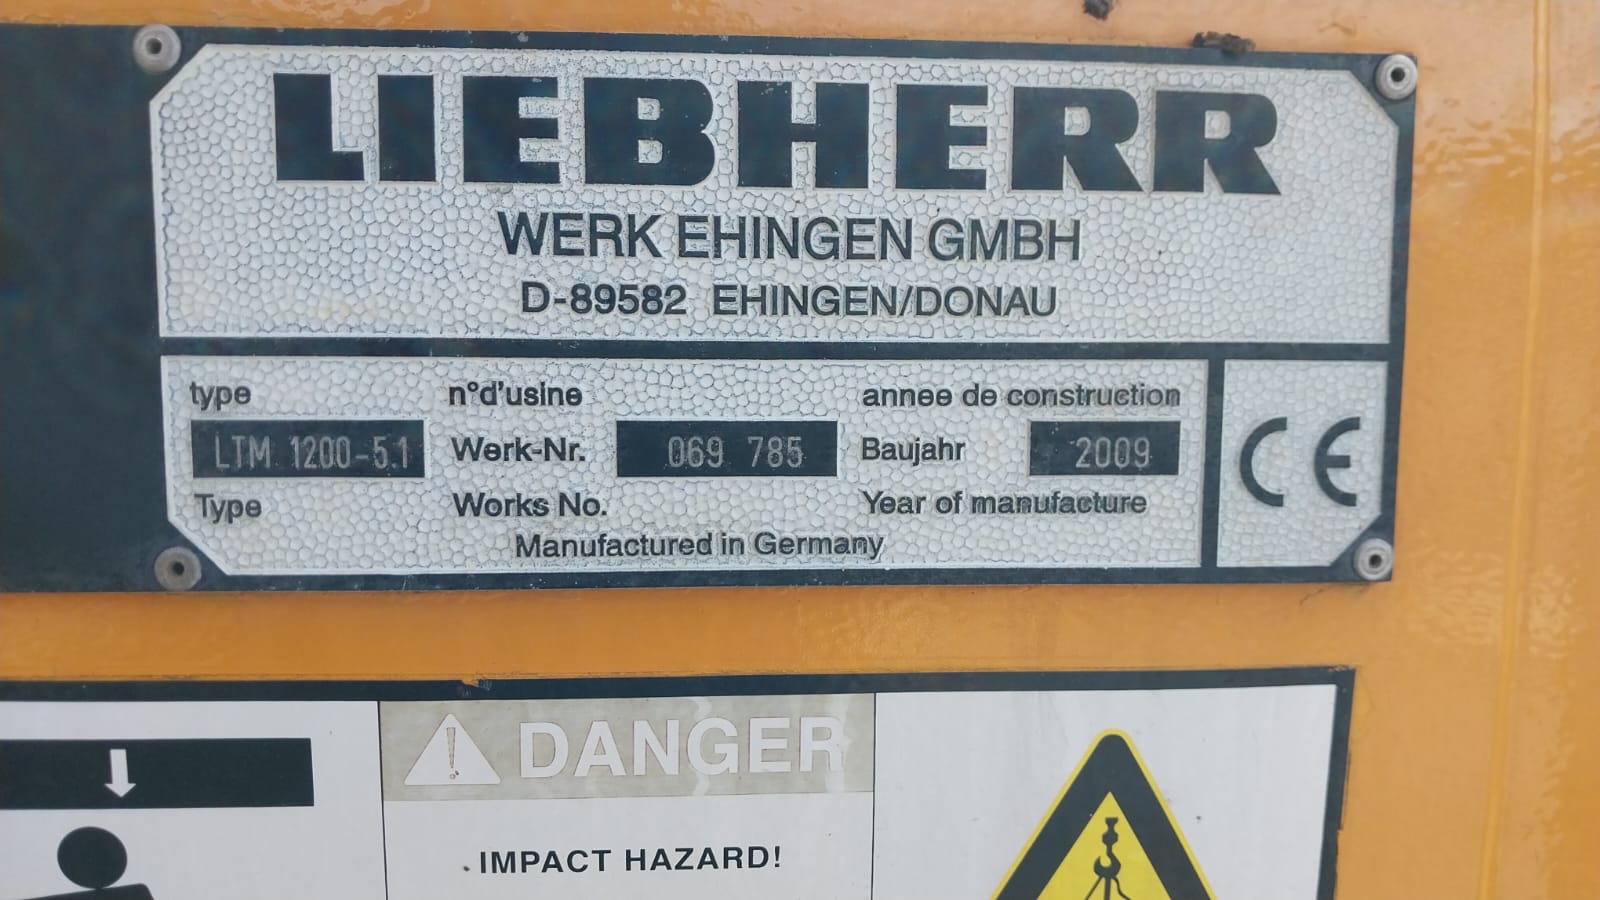 LIEBHERR
WERK EHINGEN GMBH
D-89582 EHINGEN/DONAU
type n°d'usine annee de construction
LTM 1200-5.1 Werk-Nr. 069 785 Baujahr 2009
Type Works No. Year of manufacture
Manufactured in Germany
CE
DANGER
IMPACT HAZARD!